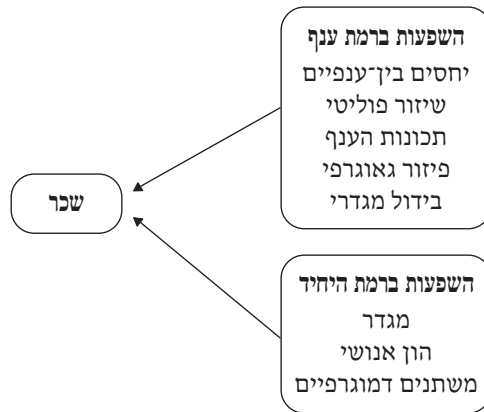 השפעות ברמת ענף
יחסים בין־ענפיים
שיזור פוליטי
תכונות הענף
פיזור גאוגרפי
בידול מגדרי
שכר
השפעות ברמת היחיד
מגדר
הון אנושי
משתנים דמוגרפיים